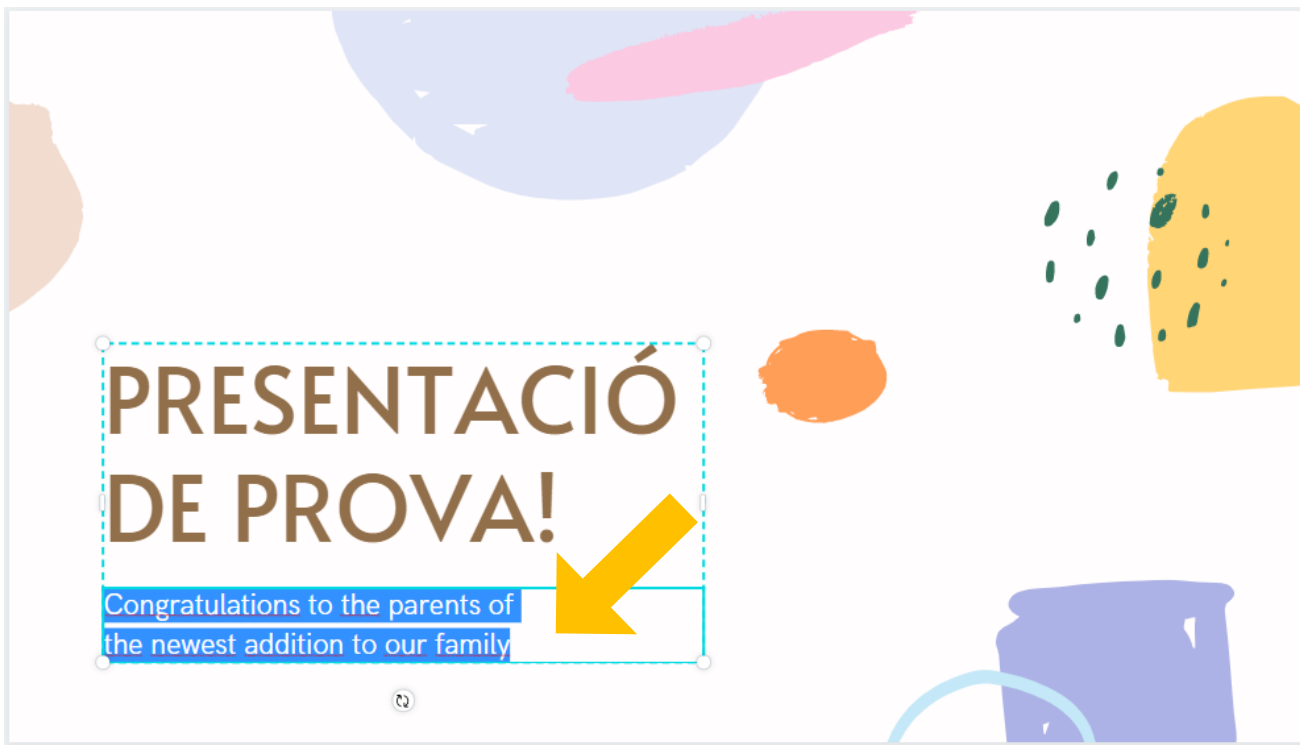 PRESENTACIÓ
DE PROVA!
Congratulations to the parents of
the newest addition to our family